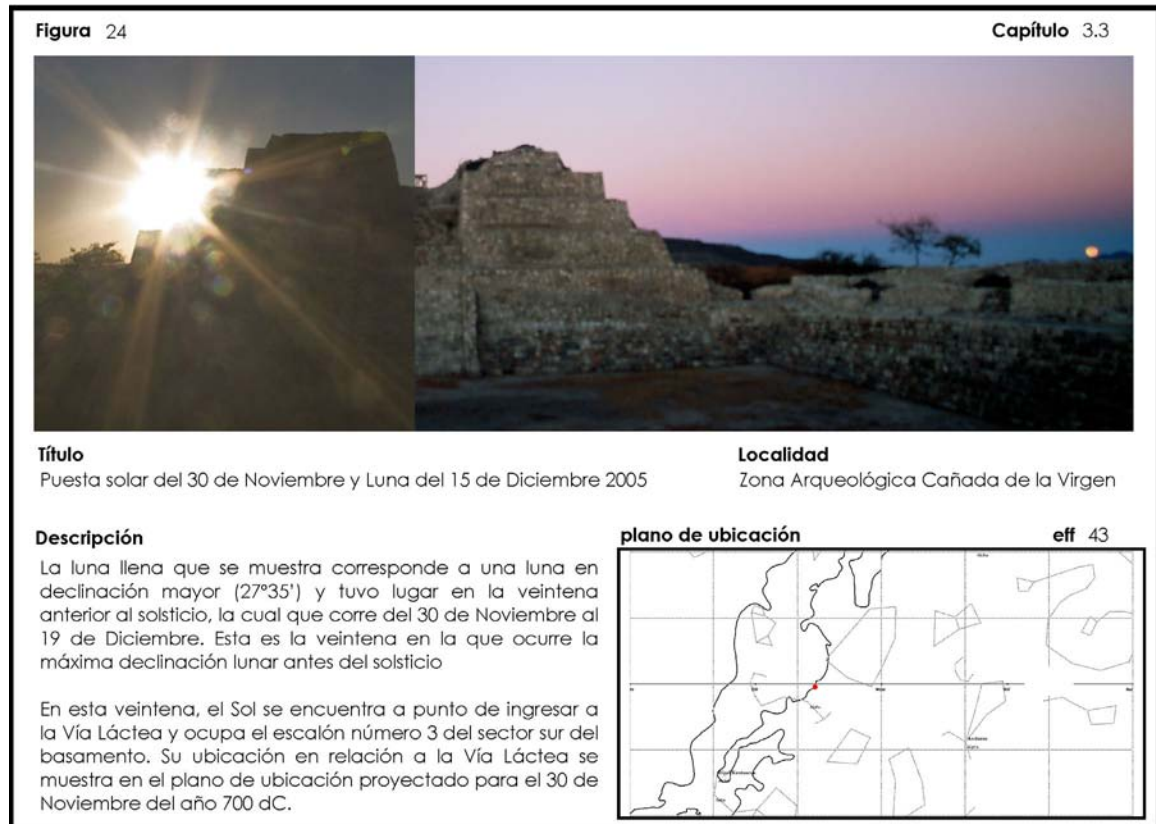 Figura 24
Capítulo 3.3
Título
Puesta solar del 30 de Noviembre y Luna del 15 de Diciembre 2005
Localidad
Zona Arqueológica Cañada de la Virgen
Descripción
La luna llena que se muestra corresponde a una luna en
declinación mayor (27º35’) y tuvo lugar en la veintena
anterior al solsticio, la cual que corre del 30 de Noviembre al
19 de Diciembre. Esta es la veintena en la que ocurre la
máxima declinación lunar antes del solsticio
En esta veintena, el Sol se encuentra a punto de ingresar a
la Vía Láctea y ocupa el escalón número 3 del sector sur del
basamento. Su ubicación en relación a la Vía Láctea se
muestra en el plano de ubicación proyectado para el 30 de
Noviembre del año 700 dC.
plano de ubicación
eff 43